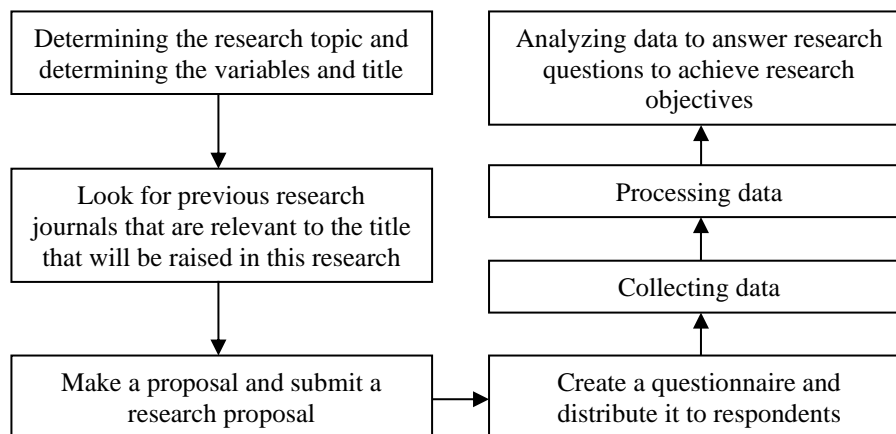 Determining the research topic and
determining the variables and title
Look for previous research
journals that are relevant to the title
that will be raised in this research
Make a proposal and submit a
research proposal
Create a questionnaire and
distribute it to respondents
Collecting data
Processing data
Analyzing data to answer research
questions to achieve research
objectives